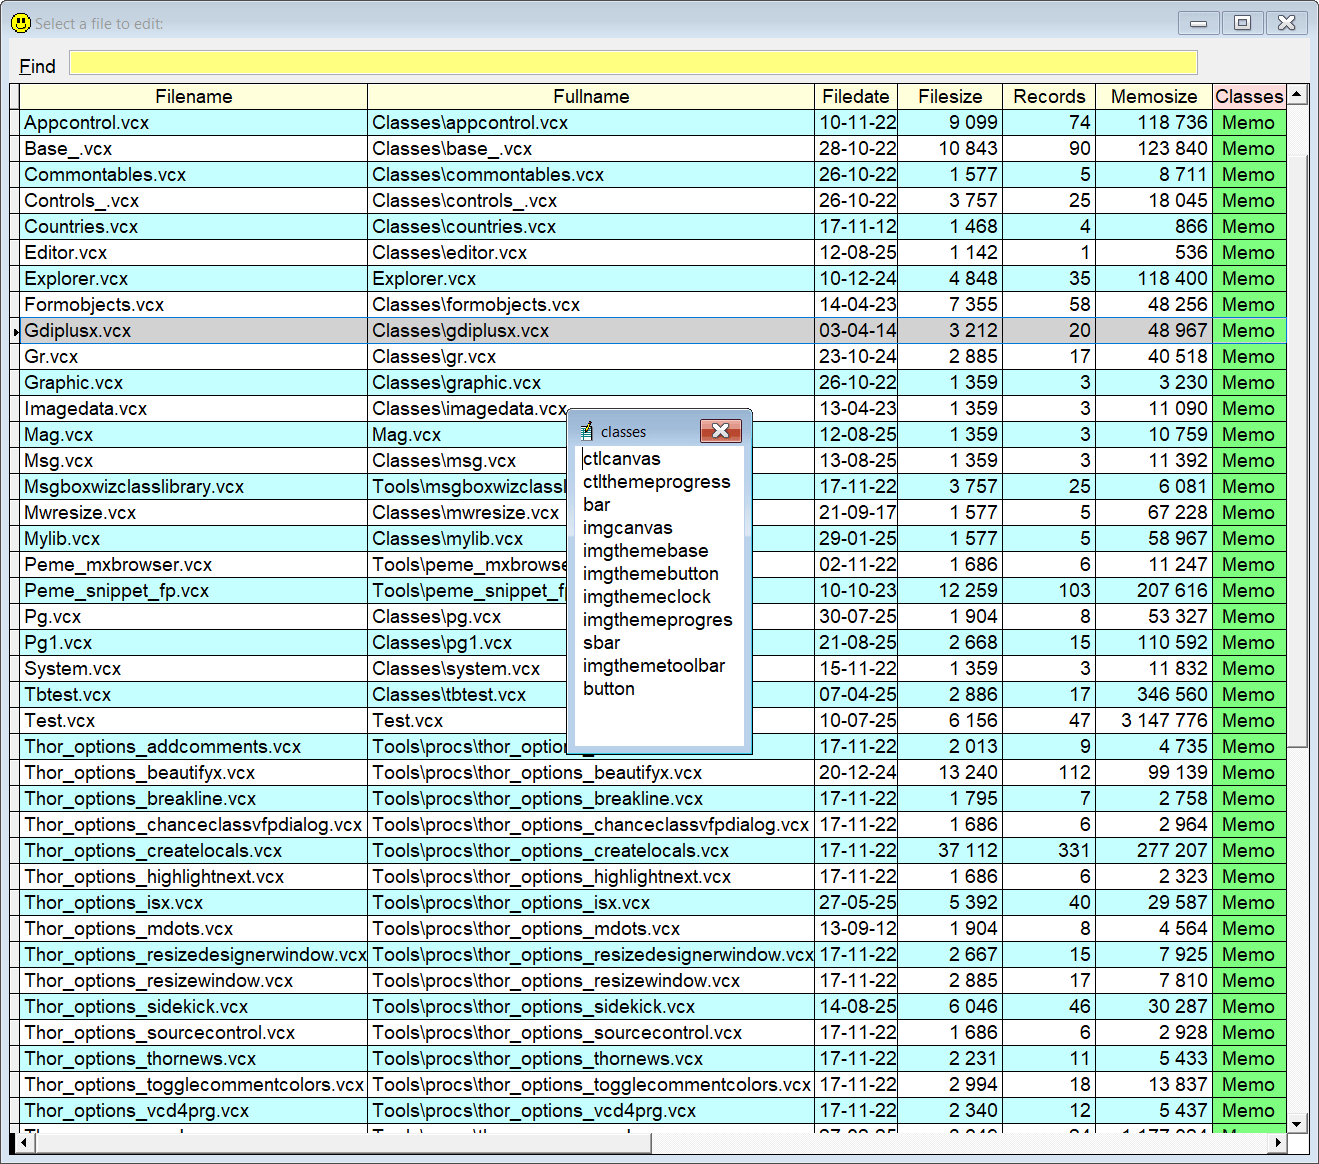 Select a file to edit:
Find
Filename Fullname Filedate Filesize Records Memosize Classes
Appcontrol.vcx Classes\appcontrol.vcx 10-11-22 9 099 74 118 736 Memo
Base_.vcx Classes\base_.vcx 28-10-22 10 843 90 123 840 Memo
Commontables.vcx Classes\commontables.vcx 26-10-22 1 577 5 8 711 Memo
Controls_.vcx Classes\controls_.vcx 26-10-22 3 757 25 18 045 Memo
Countries.vcx Classes\countries.vcx 17-11-12 1 468 4 866 Memo
Editor.vcx Classes\editor.vcx 12-08-25 1 142 1 536 Memo
Explorer.vcx Explorer.vcx 10-12-24 4 848 35 118 400 Memo
Formobjects.vcx Classes\formobjects.vcx 14-04-23 7 355 58 48 256 Memo
Gdiplusx.vcx Classes\gdiplusx.vcx 03-04-14 3 212 20 48 967 Memo
Gr.vcx Classes\gr.vcx 23-10-24 2 885 17 40 518 Memo
Graphic.vcx Classes\graphic.vcx 26-10-22 1 359 3 3 230 Memo
Imagedata.vcx Classes\imagedata.vcx 13-04-23 1 359 3 11 090 Memo
Mag.vcx Mag.vcx 12-08-25 1 359 3 10 759 Memo
Msg.vcx Classes\msg.vcx 13-08-25 1 359 3 11 392 Memo
Msgboxwizclasslibrary.vcx Tools\msgboxwizclassl 17-11-22 3 757 25 6 081 Memo
Mwresize.vcx Classes\mwresize.vcx 21-09-17 1 577 5 67 228 Memo
Mylib.vcx Classes\mylib.vcx 29-01-25 1 577 5 58 967 Memo
Peme_mxbrowser.vcx Tools\peme_mxbrowse 02-11-22 1 686 6 11 247 Memo
Peme_snippet_fp.vcx Tools\peme_snippet_f 10-10-23 12 259 103 207 616 Memo
Pg.vcx Classes\pg.vcx 30-07-25 1 904 8 53 327 Memo
Pg1.vcx Classes\pg1.vcx 21-08-25 2 668 15 110 592 Memo
System.vcx Classes\system.vcx 15-11-22 1 359 3 11 832 Memo
Tbtest.vcx Classes\tbtest.vcx 07-04-25 2 886 17 346 560 Memo
Test.vcx Test.vcx 10-07-25 6 156 47 3 147 776 Memo
Thor_options_addcomments.vcx Tools\procs\thor_option 17-11-22 2 013 9 4 735 Memo
Thor_options_beautifyx.vcx Tools\procs\thor_options_beautifyx.vcx 20-12-24 13 240 112 99 139 Memo
Thor_options_breakline.vcx Tools\procs\thor_options_breakline.vcx 17-11-22 1 795 7 2 758 Memo
Thor_options_chanceclassvfpdialog.vcx Tools\procs\thor_options_chanceclassvfpdialog.vcx 17-11-22 1 686 6 2 964 Memo
Thor_options_createlocals.vcx Tools\procs\thor_options_createlocals.vcx 17-11-22 37 112 331 277 207 Memo
Thor_options_highlightnext.vcx Tools\procs\thor_options_highlightnext.vcx 17-11-22 1 686 6 2 323 Memo
Thor_options_isx.vcx Tools\procs\thor_options_isx.vcx 27-05-25 5 392 40 29 587 Memo
Thor_options_mdots.vcx Tools\procs\thor_options_mdots.vcx 13-09-12 1 904 8 4 564 Memo
Thor_options_resizedesignerwindow.vcx Tools\procs\thor_options_resizedesignerwindow.vcx 17-11-22 2 667 15 7 925 Memo
Thor_options_resizewindow.vcx Tools\procs\thor_options_resizewindow.vcx 17-11-22 2 885 17 7 810 Memo
Thor_options_sidekick.vcx Tools\procs\thor_options_sidekick.vcx 14-08-25 6 046 46 30 287 Memo
Thor_options_sourcecontrol.vcx Tools\procs\thor_options_sourcecontrol.vcx 17-11-22 1 686 6 2 928 Memo
Thor_options_thornews.vcx Tools\procs\thor_options_thornews.vcx 17-11-22 2 231 11 5 433 Memo
Thor_options_togglecommentcolors.vcx Tools\procs\thor_options_togglecommentcolors.vcx 17-11-22 2 994 18 13 837 Memo
Thor_options_vcd4prg.vcx Tools\procs\thor_options_vcd4prg.vcx 17-11-22 2 340 12 5 437 Memo
classes
ctlcanvas
ctlthemeprogress
bar
imgcanvas
imgthemebase
imgthemebutton
imgthemeclock
imgthemeprogres
sbar
imgthemetoolbar
button